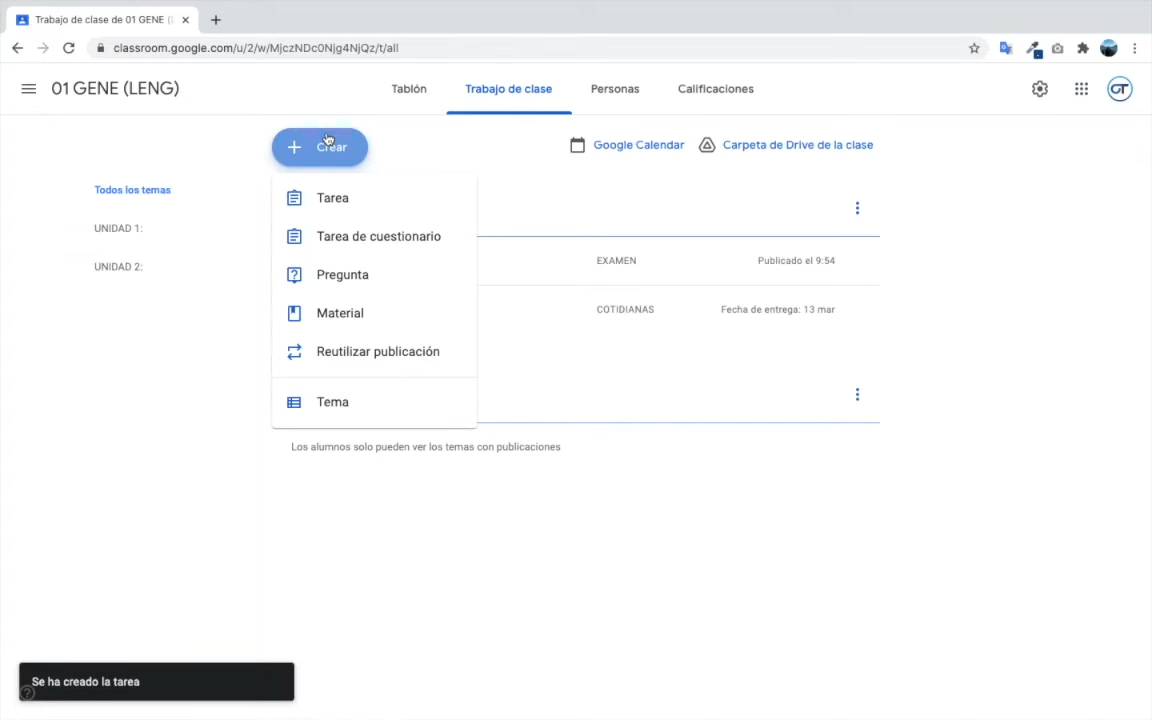 Trabajo de clase de 01 GENE (
classroom.google.com/u/2/w/MjczNDc0Njg4NjQz/t/all
01 GENE (LENG)
Tablón
Trabajo de clase
Personas
Calificaciones
GT
Crear
Google Calendar
Carpeta de Drive de la clase
Todos los temas
UNIDAD 1:
UNIDAD 2:
Tarea
Tarea de cuestionario
Pregunta
Material
Reutilizar publicación
Tema
EXAMEN
Publicado el 9:54
COTIDIANAS
Fecha de entrega: 13 mar
Los alumnos solo pueden ver los temas con publicaciones
Se ha creado la tarea